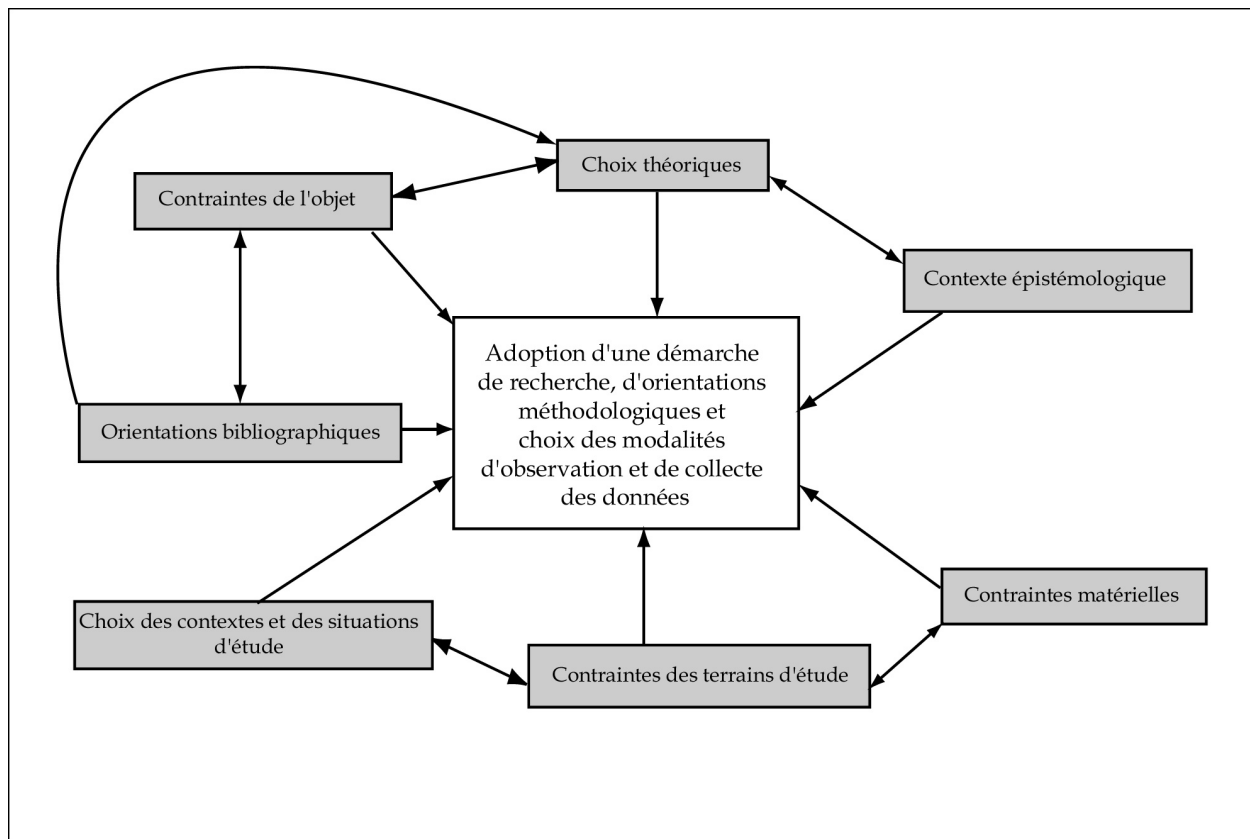 Choix théoriques
Contraintes de l'objet
Contexte épistémologique
Adoption d'une démarche
de recherche, d'orientations
méthodologiques et
choix des modalités
d'observation et de collecte
des données
Orientations bibliographiques
Contraintes matérielles
Choix des contextes et des situations
d'étude
Contraintes des terrains d'étude